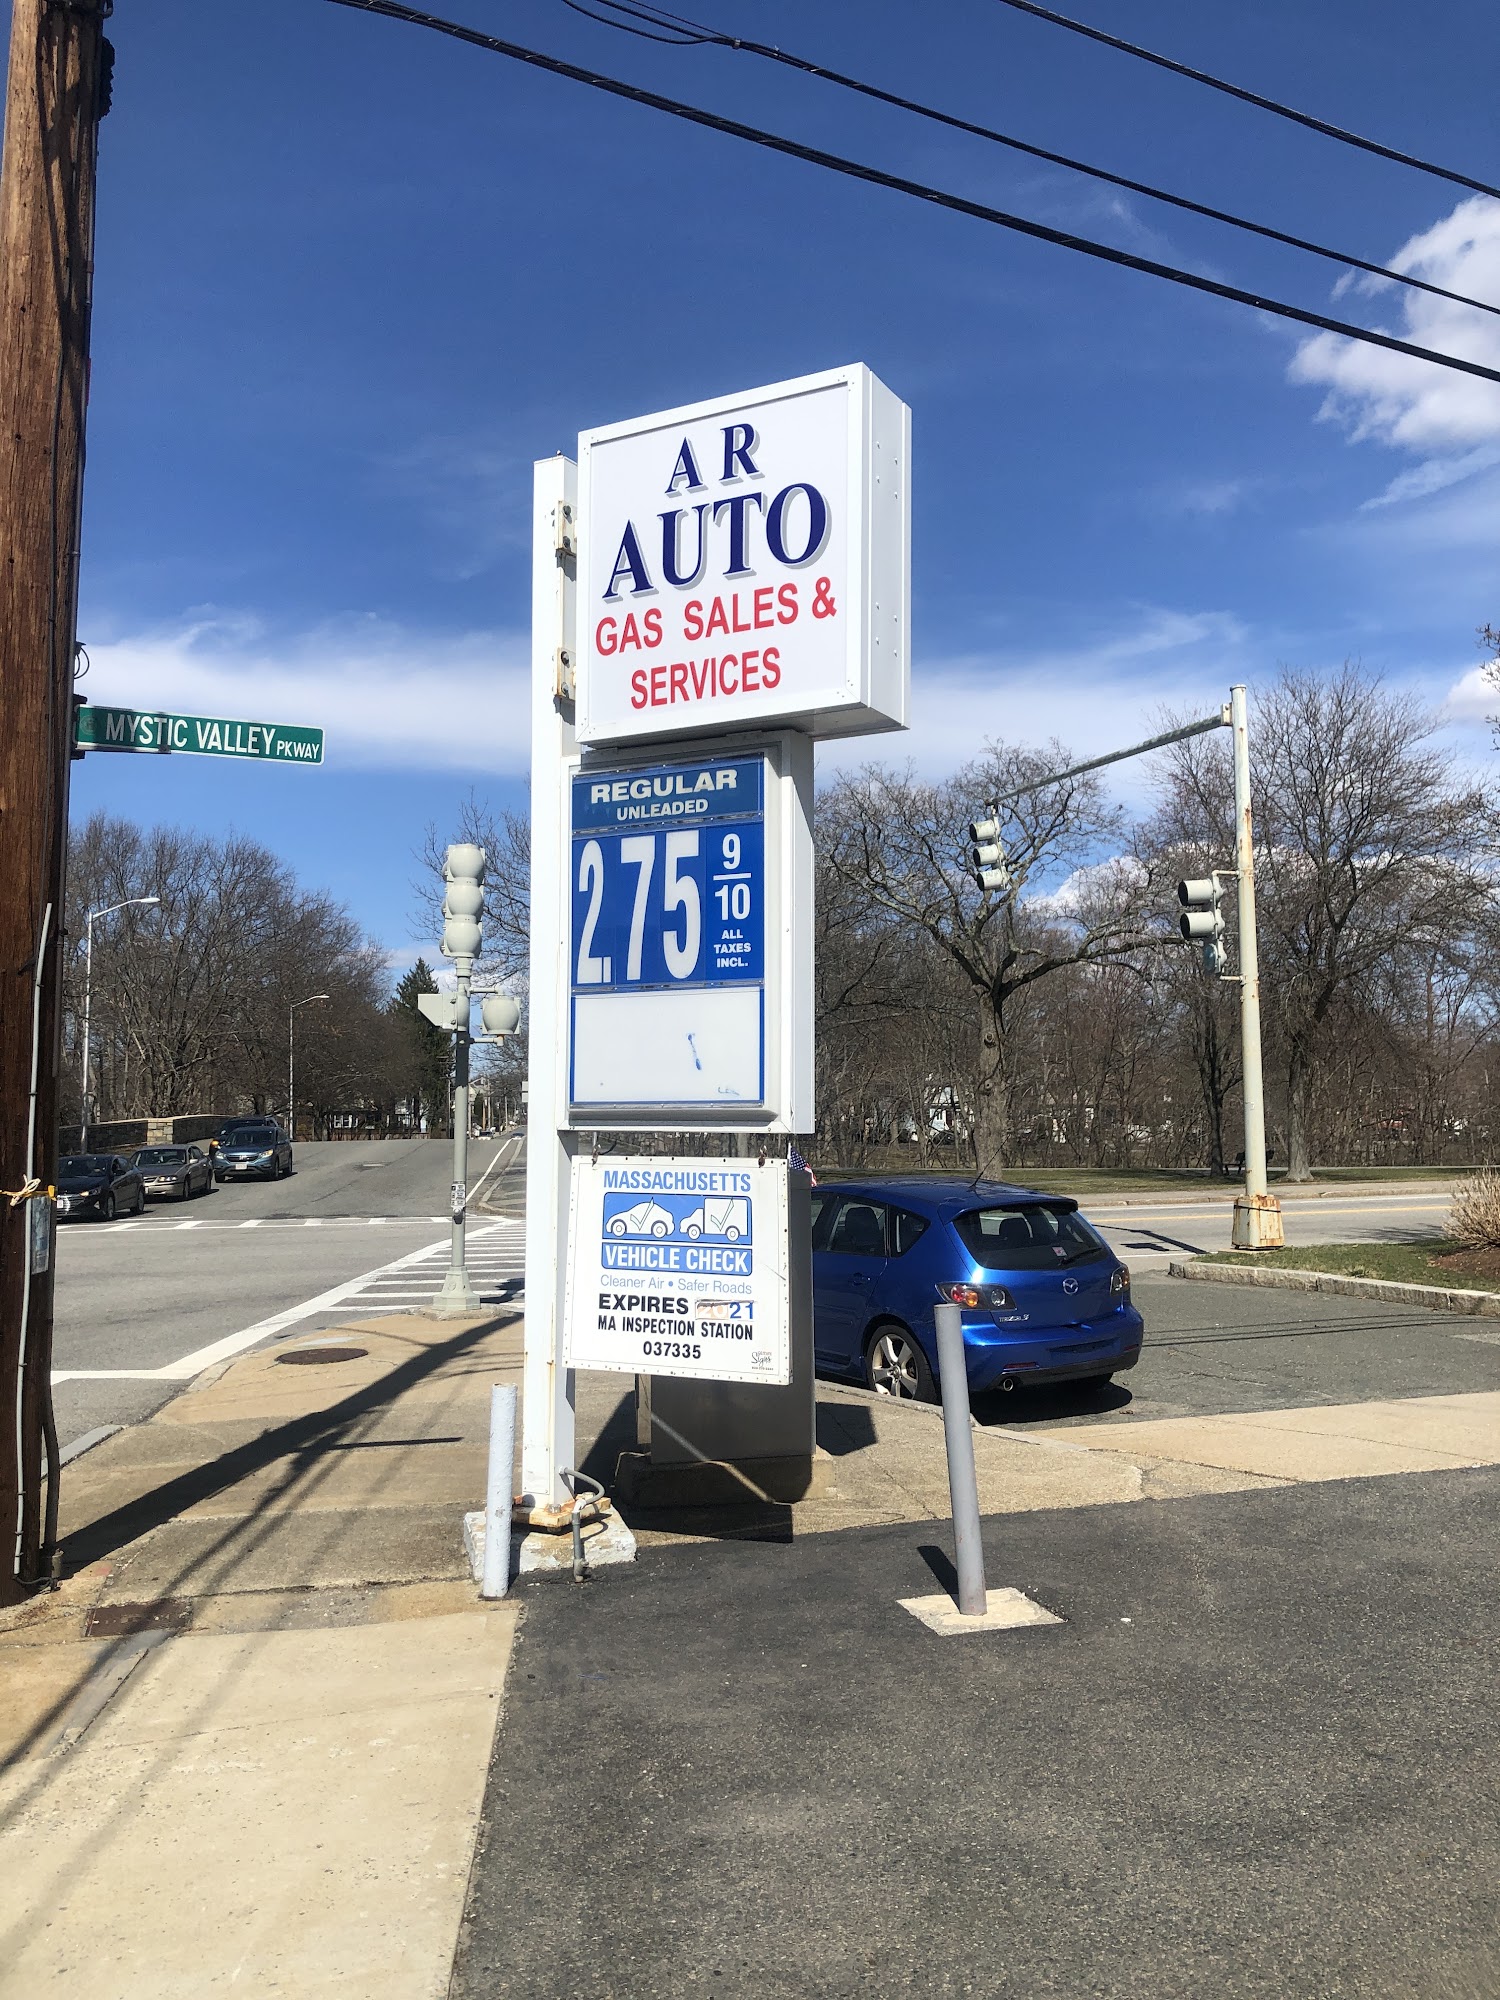 A R
AUTO
GAS SALES &
SERVICES
MYSTIC VALLEY PKWAY
REGULAR
UNLEADED
2.75 9/10
ALL
TAXES
INCL.
MASSACHUSETTS
VEHICLE CHECK
Cleaner Air • Safer Roads
EXPIRES 2021
MA INSPECTION STATION
037335
Signs